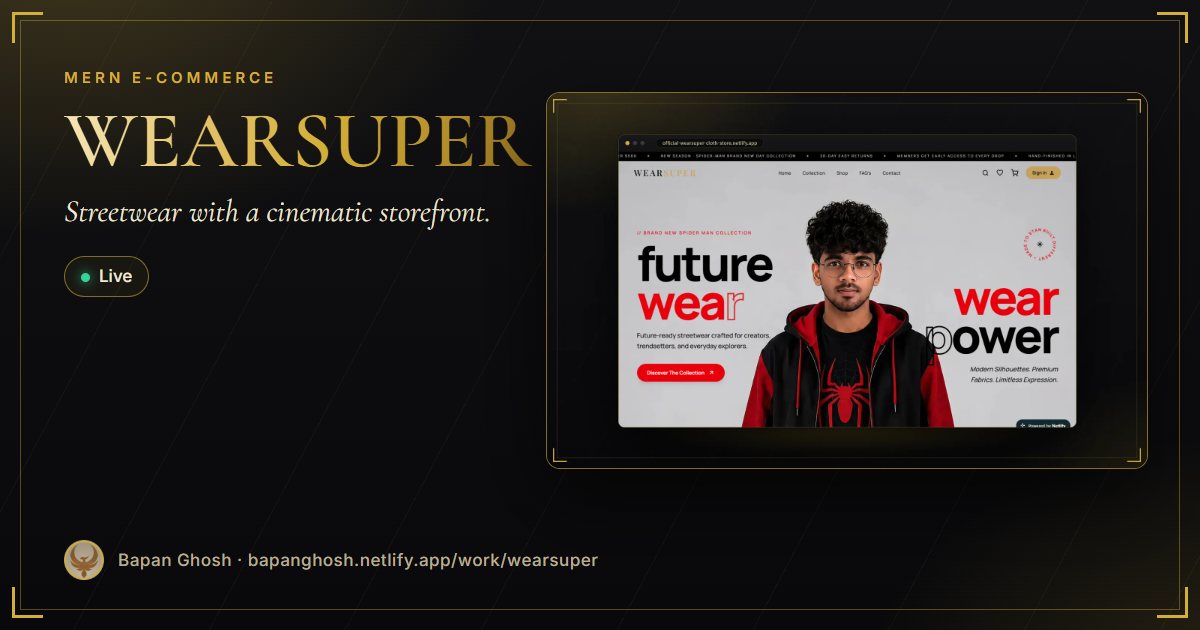 MERN E-COMMERCE
WEARSUPER
Streetwear with a cinematic storefront.
Live
official-wearsuper-cloth-store.netlify.app
NEW SEASON · SPIDER-MAN BRAND NEW DAY COLLECTION
30-DAY EASY RETURNS
MEMBERS GET EARLY ACCESS TO EVERY DROP
WEARSUPER
Home Collection Shop FAQ's Contact
Sign in
// BRAND NEW SPIDER MAN COLLECTION
future
wear
Future-ready streetwear crafted for creators,
trendsetters, and everyday explorers.
Discover The Collection
wear
power
Modern Silhouettes. Premium
Fabrics. Limitless Expression.
Powered by Netlify
Bapan Ghosh · bapanghosh.netlify.app/work/wearsuper